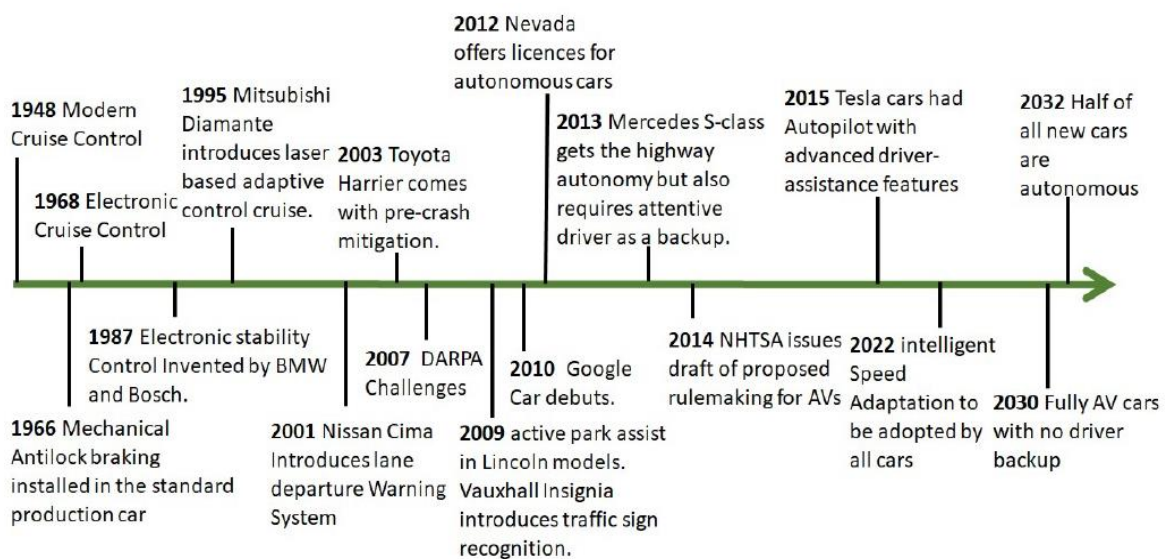 1948 Modern
Cruise Control
1968 Electronic
Cruise Control
1995 Mitsubishi
Diamante
introduces laser
based adaptive
control cruise.
2003 Toyota
Harrier comes
with pre-crash
mitigation.
2012 Nevada
offers licences for
autonomous cars
2013 Mercedes S-class
gets the highway
autonomy but also
requires attentive
driver as a backup.
2015 Tesla cars had
Autopilot with
advanced driver-
assistance features
2032 Half of
all new cars
are
autonomous
1966 Mechanical
Antilock braking
installed in the standard
production car
1987 Electronic stability
Control Invented by BMW
and Bosch.
2001 Nissan Cima
Introduces lane
departure Warning
System
2007 DARPA
Challenges
2009 active park assist
in Lincoln models.
Vauxhall Insignia
introduces traffic sign
recognition.
2010 Google
Car debuts.
2014 NHTSA issues
draft of proposed
rulemaking for AVs
2022 intelligent
Speed
Adaptation to
be adopted by
all cars
2030 Fully AV cars
with no driver
backup